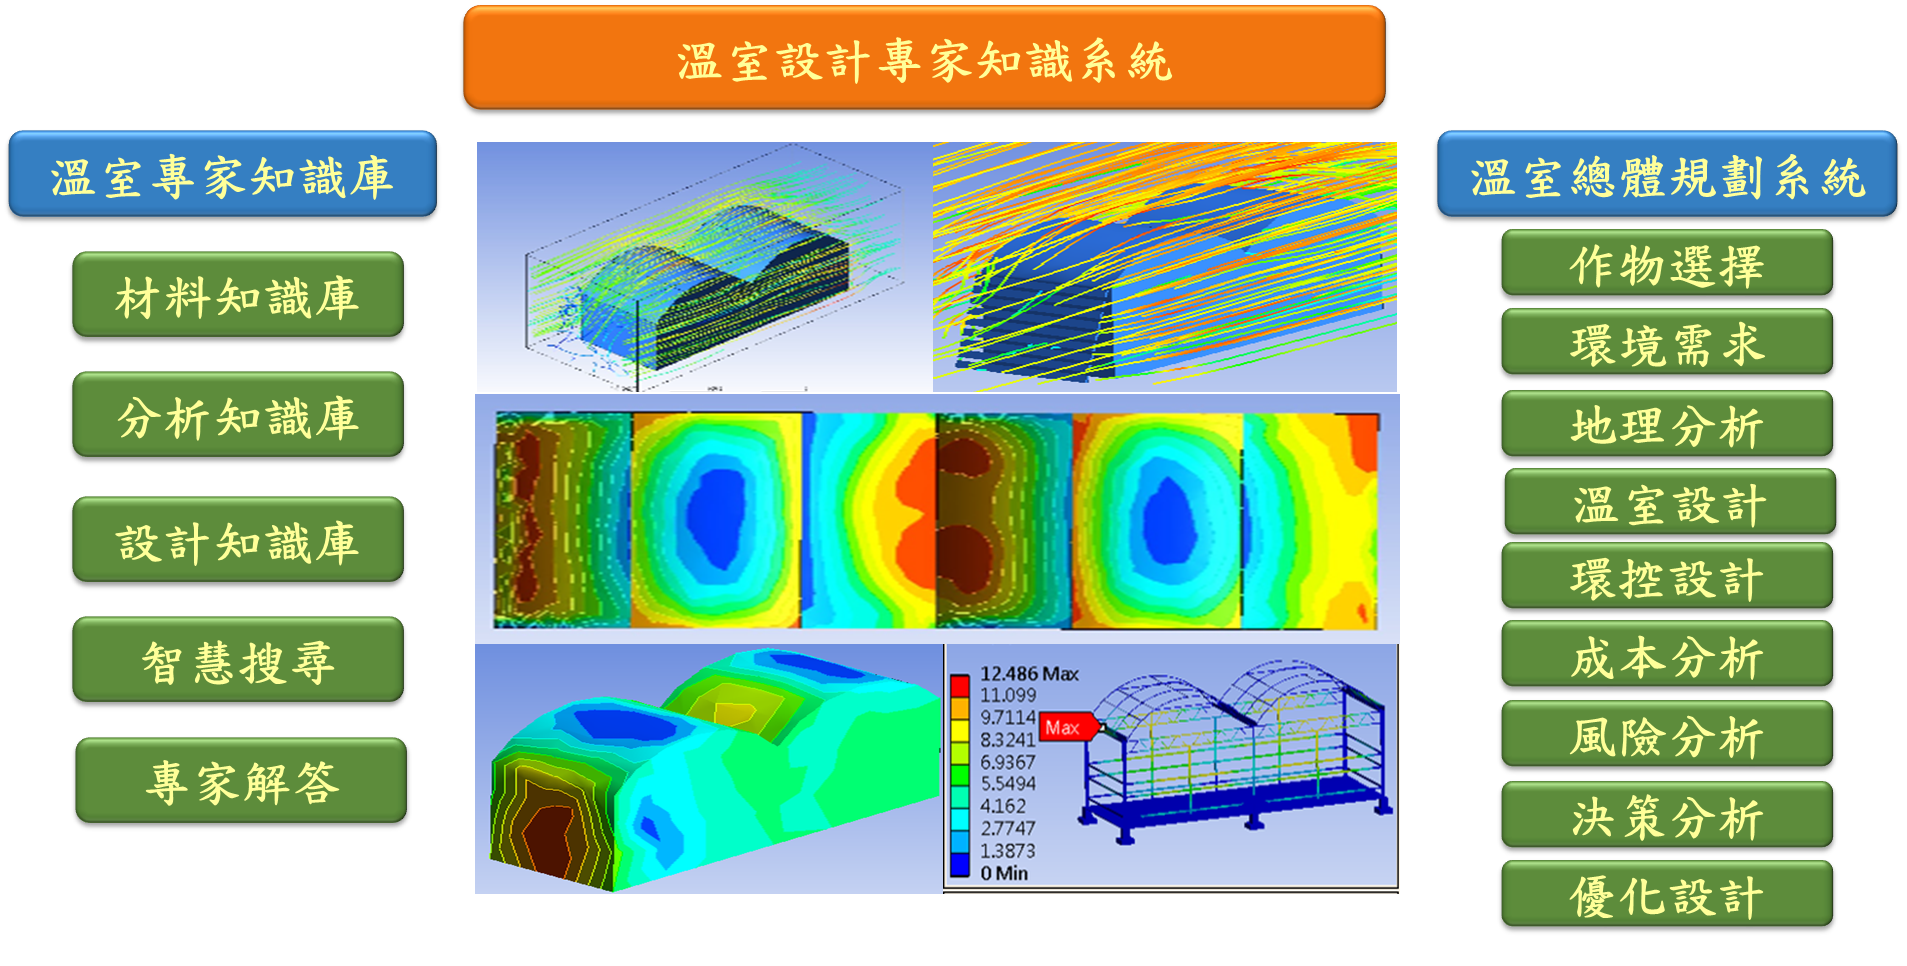 溫室設計專家知識系統
溫室專家知識庫
材料知識庫
分析知識庫
設計知識庫
智慧搜尋
專家解答
12.486 Max
11.099
9.7114
8.3241
6.9367
5.5494
4.162
2.7747
1.3873
0 Min
Max
溫室總體規劃系統
作物選擇
環境需求
地理分析
溫室設計
環控設計
成本分析
風險分析
決策分析
優化設計